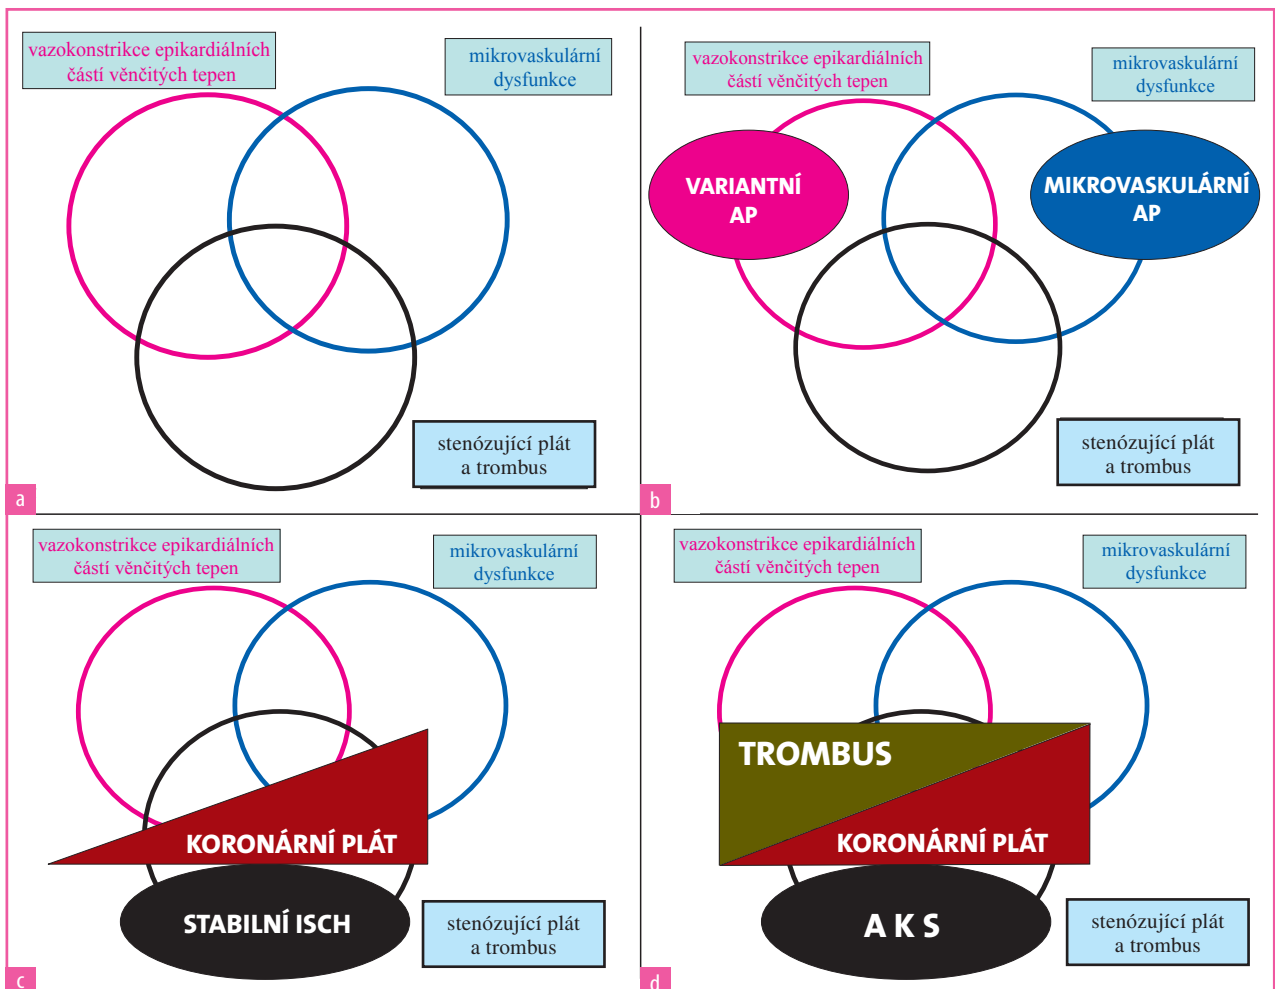 vazokonstrikce epikardiálních
částí věnčitých tepen
mikrovaskulární
dysfunkce
stenózující plát
a trombus
a
vazokonstrikce epikardiálních
částí věnčitých tepen
mikrovaskulární
dysfunkce
VARIANTNÍ
AP
MIKROVASKULÁRNÍ
AP
stenózující plát
a trombus
b
vazokonstrikce epikardiálních
částí věnčitých tepen
mikrovaskulární
dysfunkce
KORONÁRNÍ PLÁT
STABILNÍ ISCH
stenózující plát
a trombus
c
vazokonstrikce epikardiálních
částí věnčitých tepen
mikrovaskulární
dysfunkce
TROMBUS
KORONÁRNÍ PLÁT
A K S
stenózující plát
a trombus
d